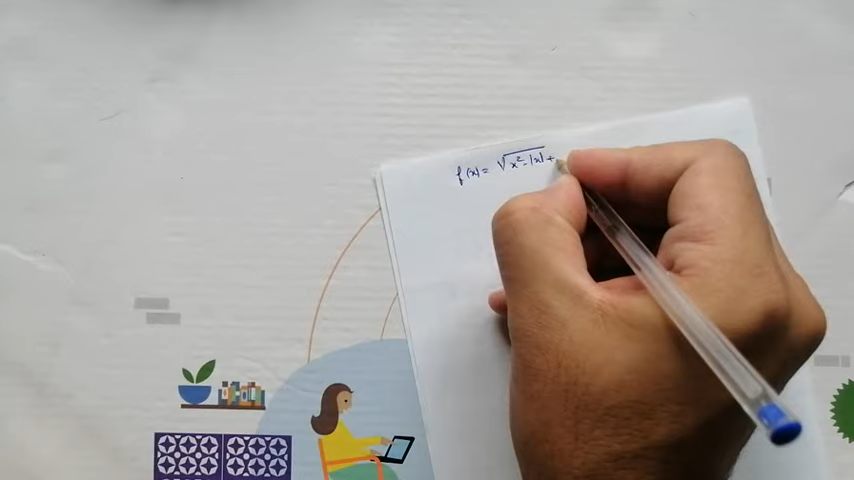 f(x) = √x² - |x| +